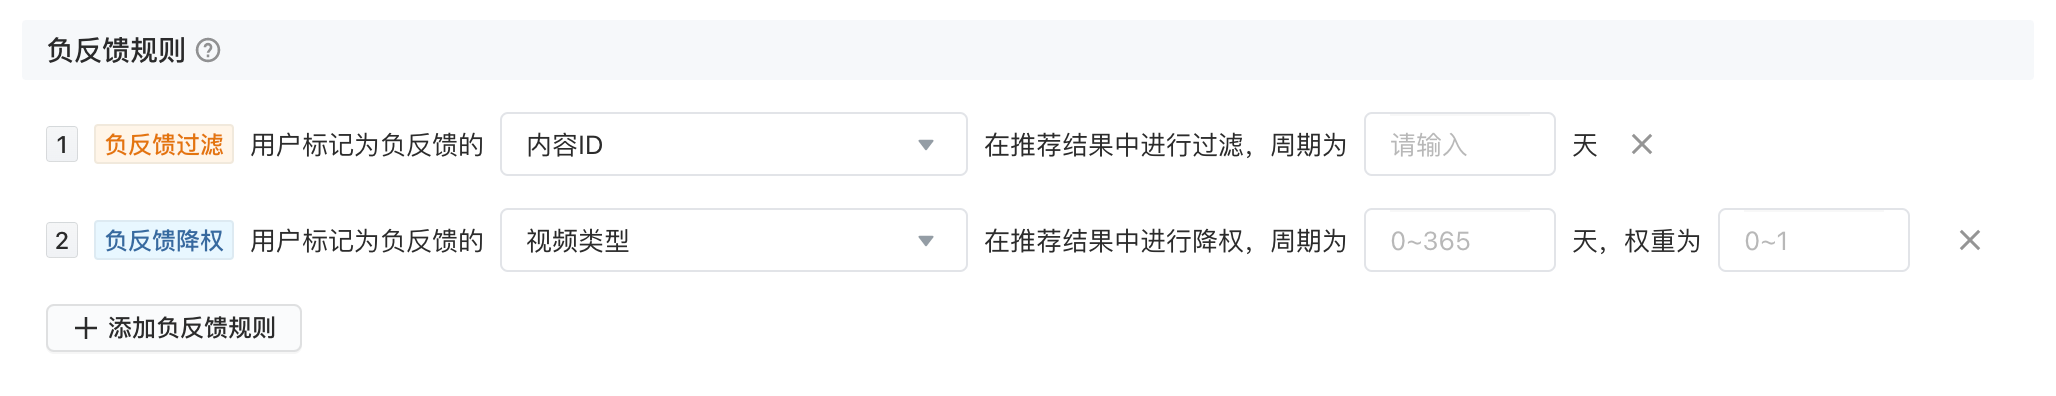 负反馈规则 ?
1 负反馈过滤 用户标记为负反馈的 内容ID 在推荐结果中进行过滤，周期为 请输入 天
2 负反馈降权 用户标记为负反馈的 视频类型 在推荐结果中进行降权，周期为 0~365 天，权重为 0~1
添加负反馈规则